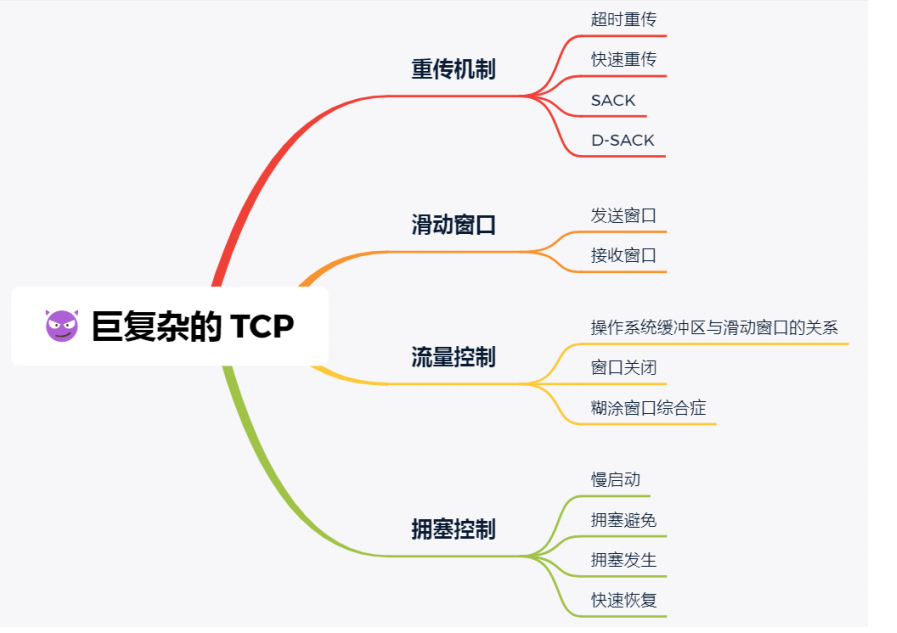 巨复杂的 TCP
重传机制
超时重传
快速重传
SACK
D-SACK
滑动窗口
发送窗口
接收窗口
流量控制
操作系统缓冲区与滑动窗口的关系
窗口关闭
糊涂窗口综合症
拥塞控制
慢启动
拥塞避免
拥塞发生
快速恢复